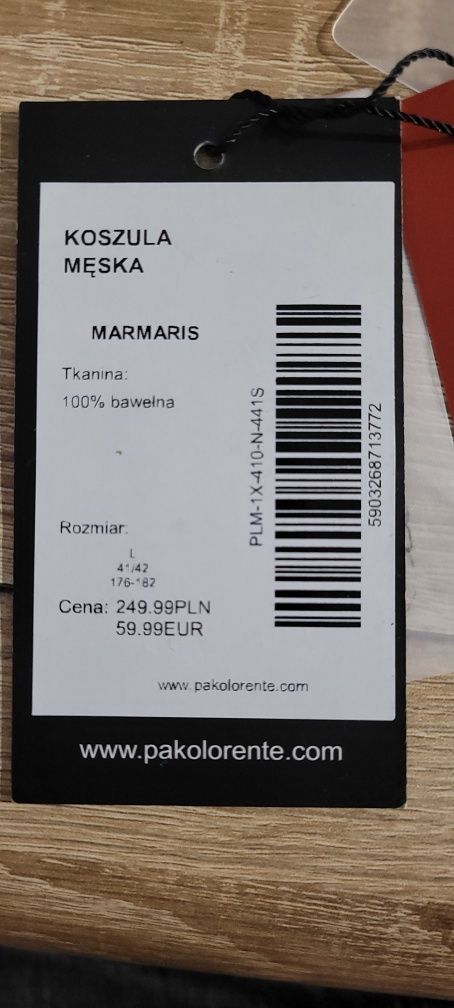 KOSZULA
MĘSKA
MARMARIS
Tkanina:
100% bawełna
PLM-1X-410-N-441S
5903268713772
Rozmiar:
L
41/42
176-182
Cena: 249.99PLN
59.99EUR
www.pakolorente.com
www.pakolorente.com